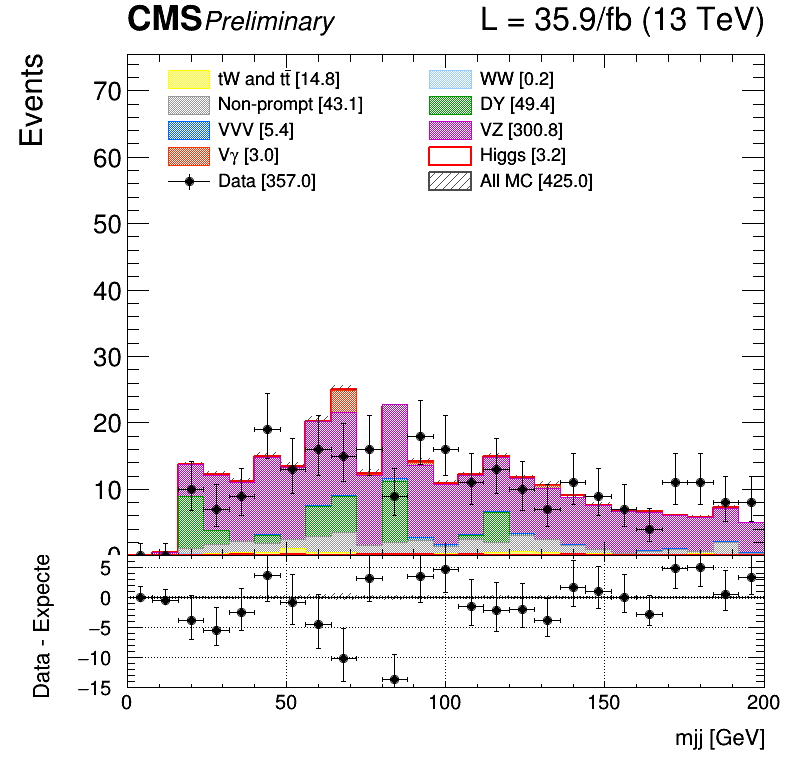 CMS Preliminary L = 35.9/fb (13 TeV)
Events
tW and tt̄ [14.8] WW [0.2]
Non-prompt [43.1] DY [49.4]
VVV [5.4] VZ [300.8]
Vγ [3.0] Higgs [3.2]
Data [357.0] All MC [425.0]
70
60
50
40
30
20
10
0
Data - Expecte
5
0
−5
−10
−15
0 50 100 150 200
mjj [GeV]